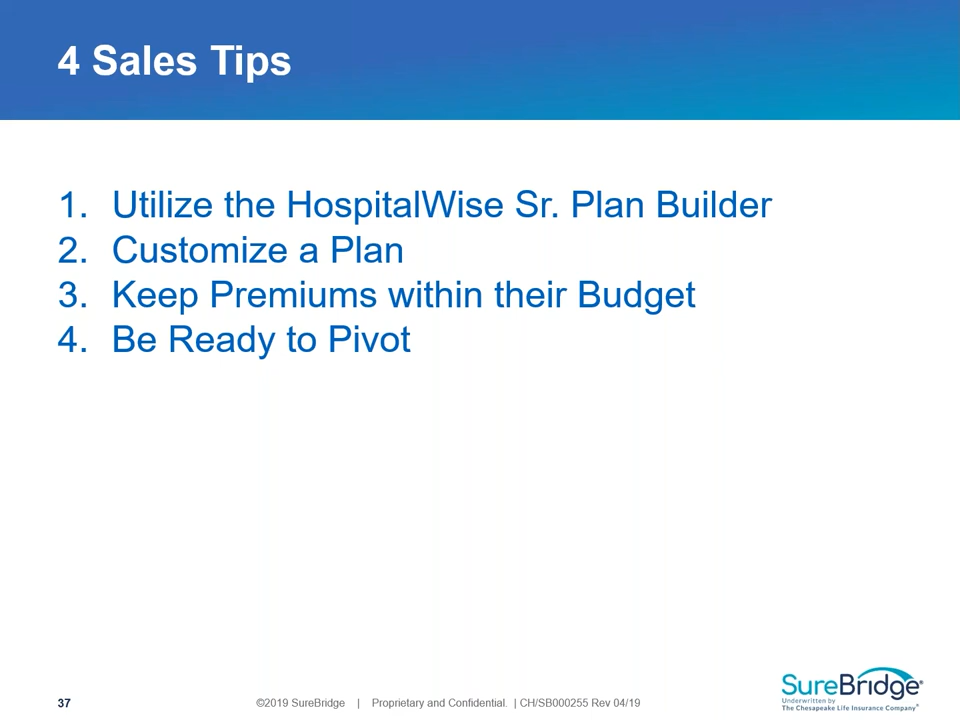 4 Sales Tips
1. Utilize the HospitalWise Sr. Plan Builder
2. Customize a Plan
3. Keep Premiums within their Budget
4. Be Ready to Pivot
37
©2019 SureBridge | Proprietary and Confidential. | CH/SB000255 Rev 04/19
SureBridge®
Underwritten by
The Chesapeake Life Insurance Company®